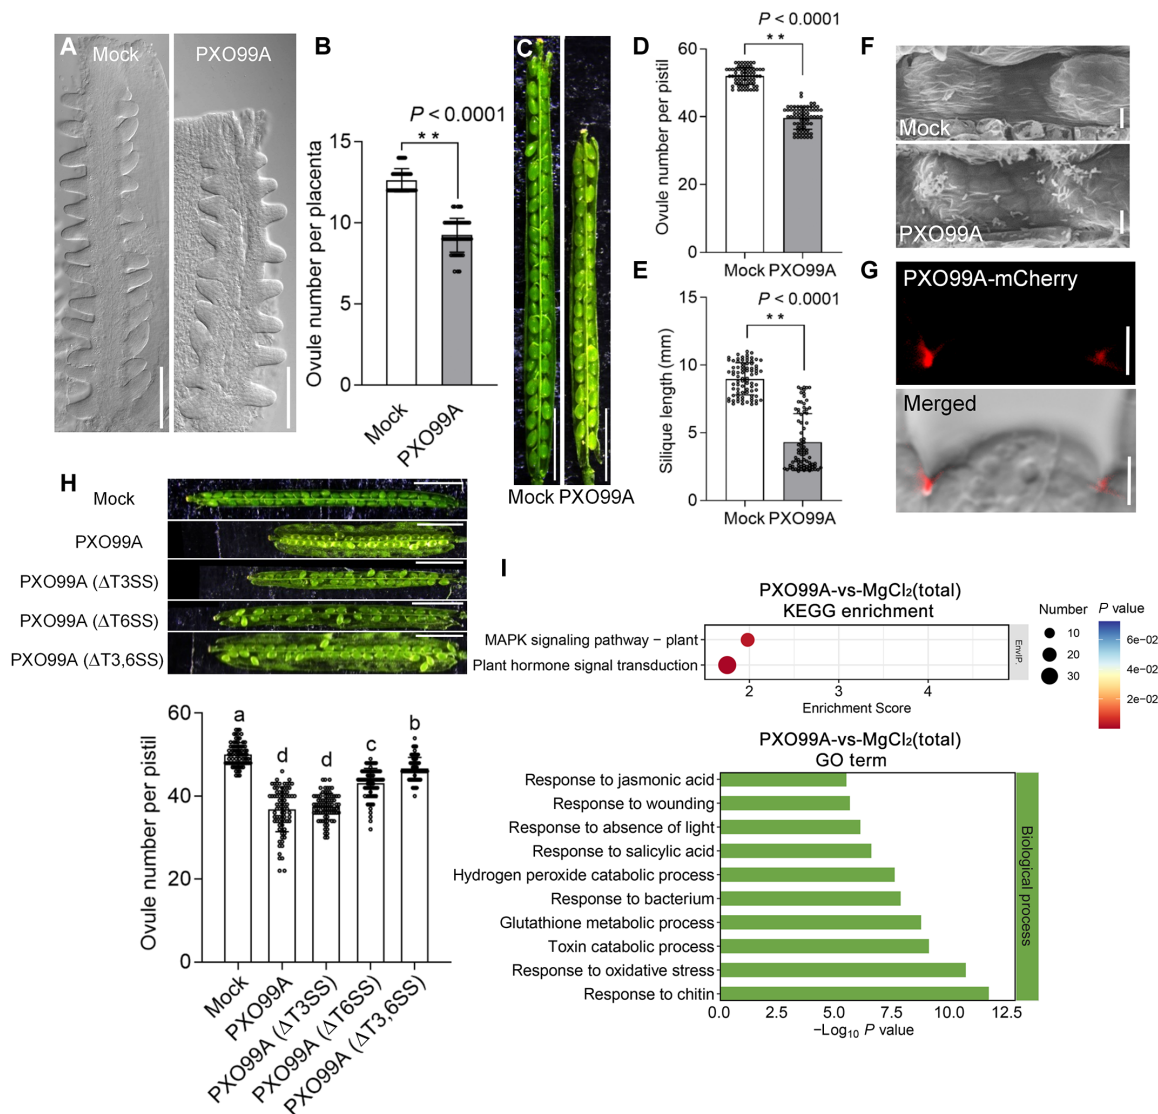 A
Mock
PXO99A
B
P < 0.0001
**
15
10
5
0
Ovule number per placenta
Mock
PXO99A
C
Mock PXO99A
D
P < 0.0001
**
60
40
20
0
Ovule number per pistil
Mock PXO99A
E
P < 0.0001
**
15
10
5
0
Silique length (mm)
Mock PXO99A
F
Mock
PXO99A
G
PXO99A-mCherry
Merged
H
Mock
PXO99A
PXO99A (ΔT3SS)
PXO99A (ΔT6SS)
PXO99A (ΔT3,6SS)
60
40
20
0
Ovule number per pistil
a
d
d
c
b
Mock
PXO99A
PXO99A (ΔT3SS)
PXO99A (ΔT6SS)
PXO99A (ΔT3,6SS)
I
PXO99A-vs-MgCl₂(total)
KEGG enrichment
MAPK signaling pathway − plant
Plant hormone signal transduction
EnvIP.
2 3 4
Enrichment Score
Number
10
20
30
P value
6e−02
4e−02
2e−02
PXO99A-vs-MgCl₂(total)
GO term
Response to jasmonic acid
Response to wounding
Response to absence of light
Response to salicylic acid
Hydrogen peroxide catabolic process
Response to bacterium
Glutathione metabolic process
Toxin catabolic process
Response to oxidative stress
Response to chitin
Biological process
0.0 2.5 5.0 7.5 10.0 12.5
−Log₁₀ P value